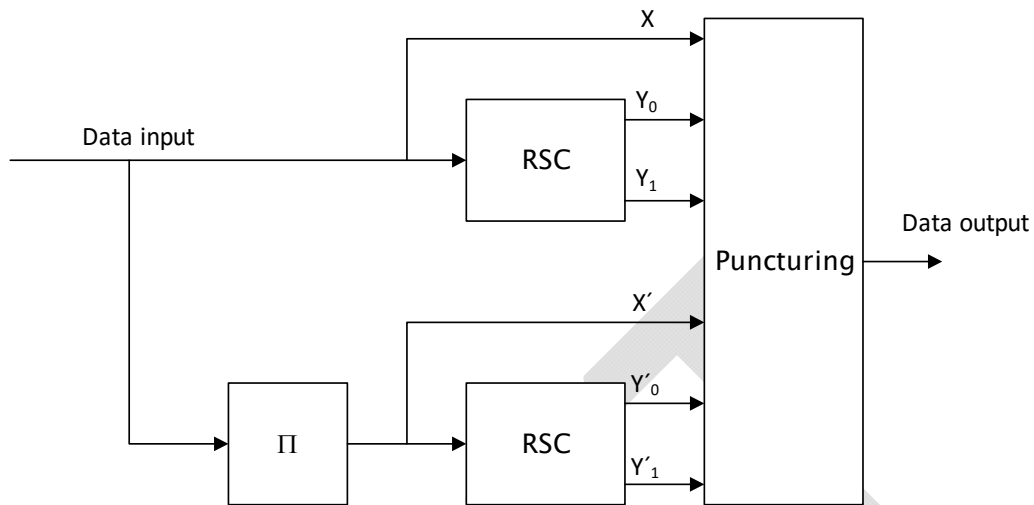 X
Y0
Data input
RSC
Y1
Data output
Puncturing
X′
Y′0
Π
RSC
Y′1